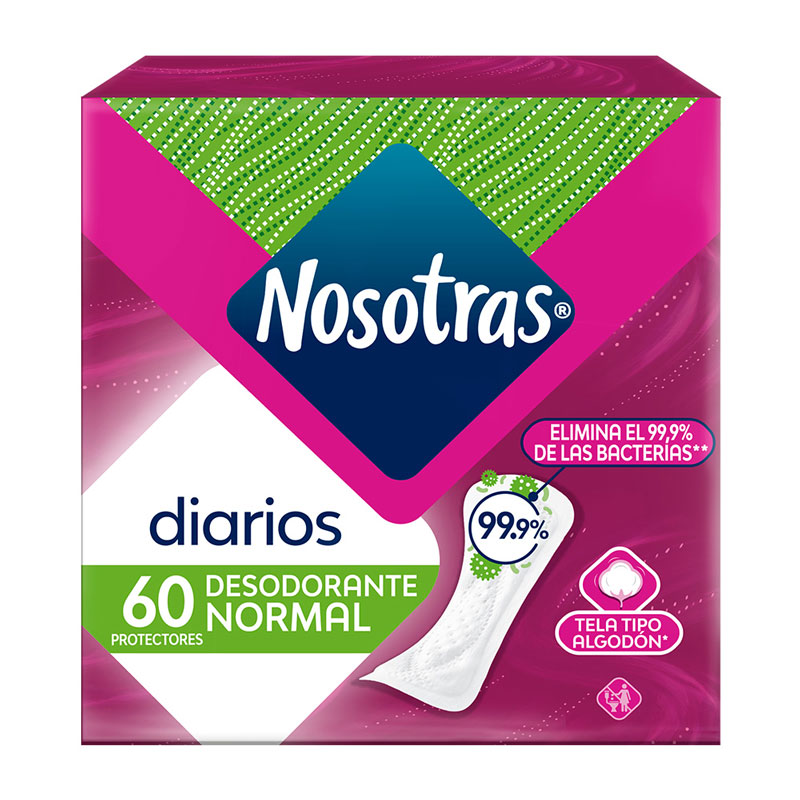 Nosotras®
ELIMINA EL 99,9%
DE LAS BACTERIAS**
99.9%
diarios
60
PROTECTORES
DESODORANTE
NORMAL
TELA TIPO
ALGODÓN*